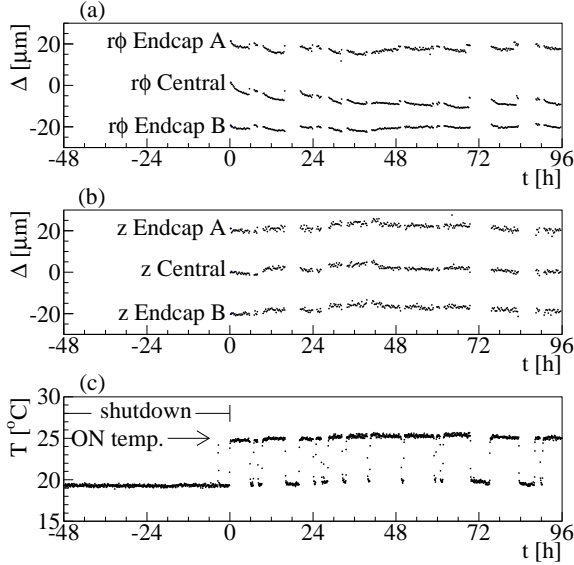 (a)
Δ [μm]
20
0
-20
rϕ Endcap A
rϕ Central
rϕ Endcap B
-48 -24 0 24 48 72 96
t [h]
(b)
Δ [μm]
20
0
-20
z Endcap A
z Central
z Endcap B
-48 -24 0 24 48 72 96
t [h]
(c)
T [°C]
30
25
20
15
shutdown
ON temp.
-48 -24 0 24 48 72 96
t [h]